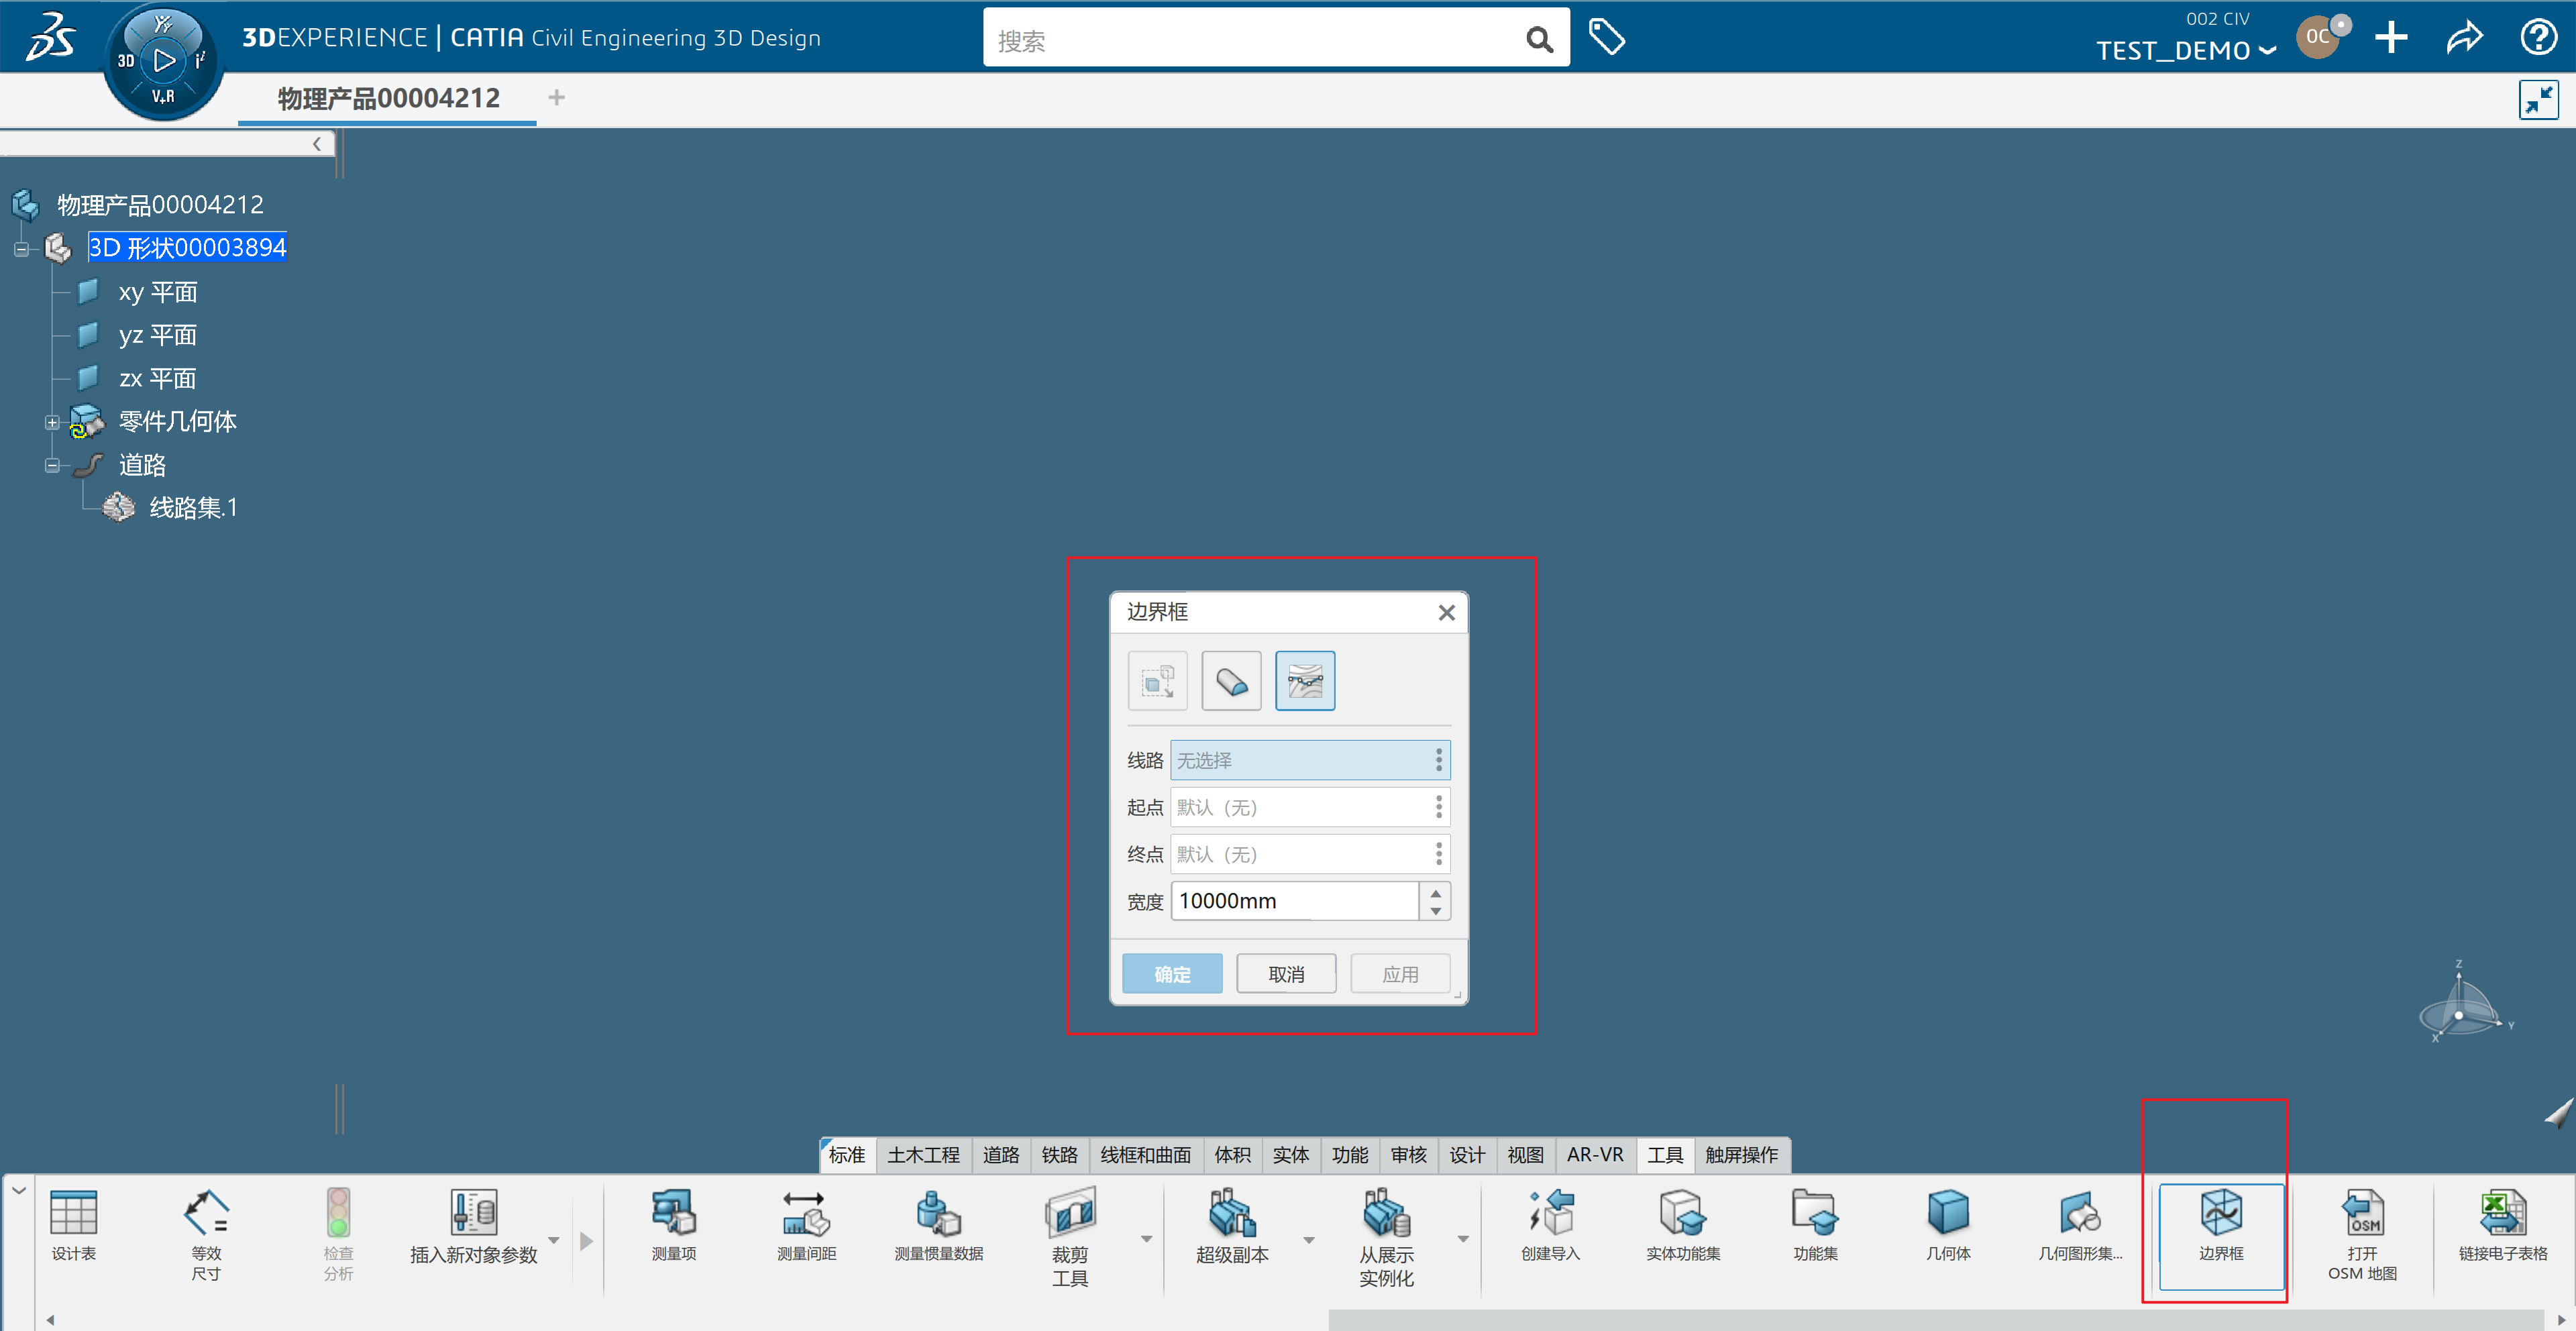 002 CIV
3DEXPERIENCE | CATIA Civil Engineering 3D Design
搜索
TEST_DEMO
OC
3D
V+R
物理产品00004212
+
物理产品00004212
3D 形状00003894
xy 平面
yz 平面
zx 平面
零件几何体
道路
线路集.1
边界框
线路 无选择
起点 默认（无）
终点 默认（无）
宽度 10000mm
确定 取消 应用
Z
Y
X
标准 土木工程 道路 铁路 线框和曲面 体积 实体 功能 审核 设计 视图 AR-VR 工具 触屏操作
设计表
等效
尺寸
检查
分析
插入新对象参数
测量项
测量间距
测量惯量数据
裁剪
工具
超级副本
从展示
实例化
创建导入
实体功能集
功能集
几何体
几何图形集...
边界框
OSM
打开
OSM 地图
链接电子表格